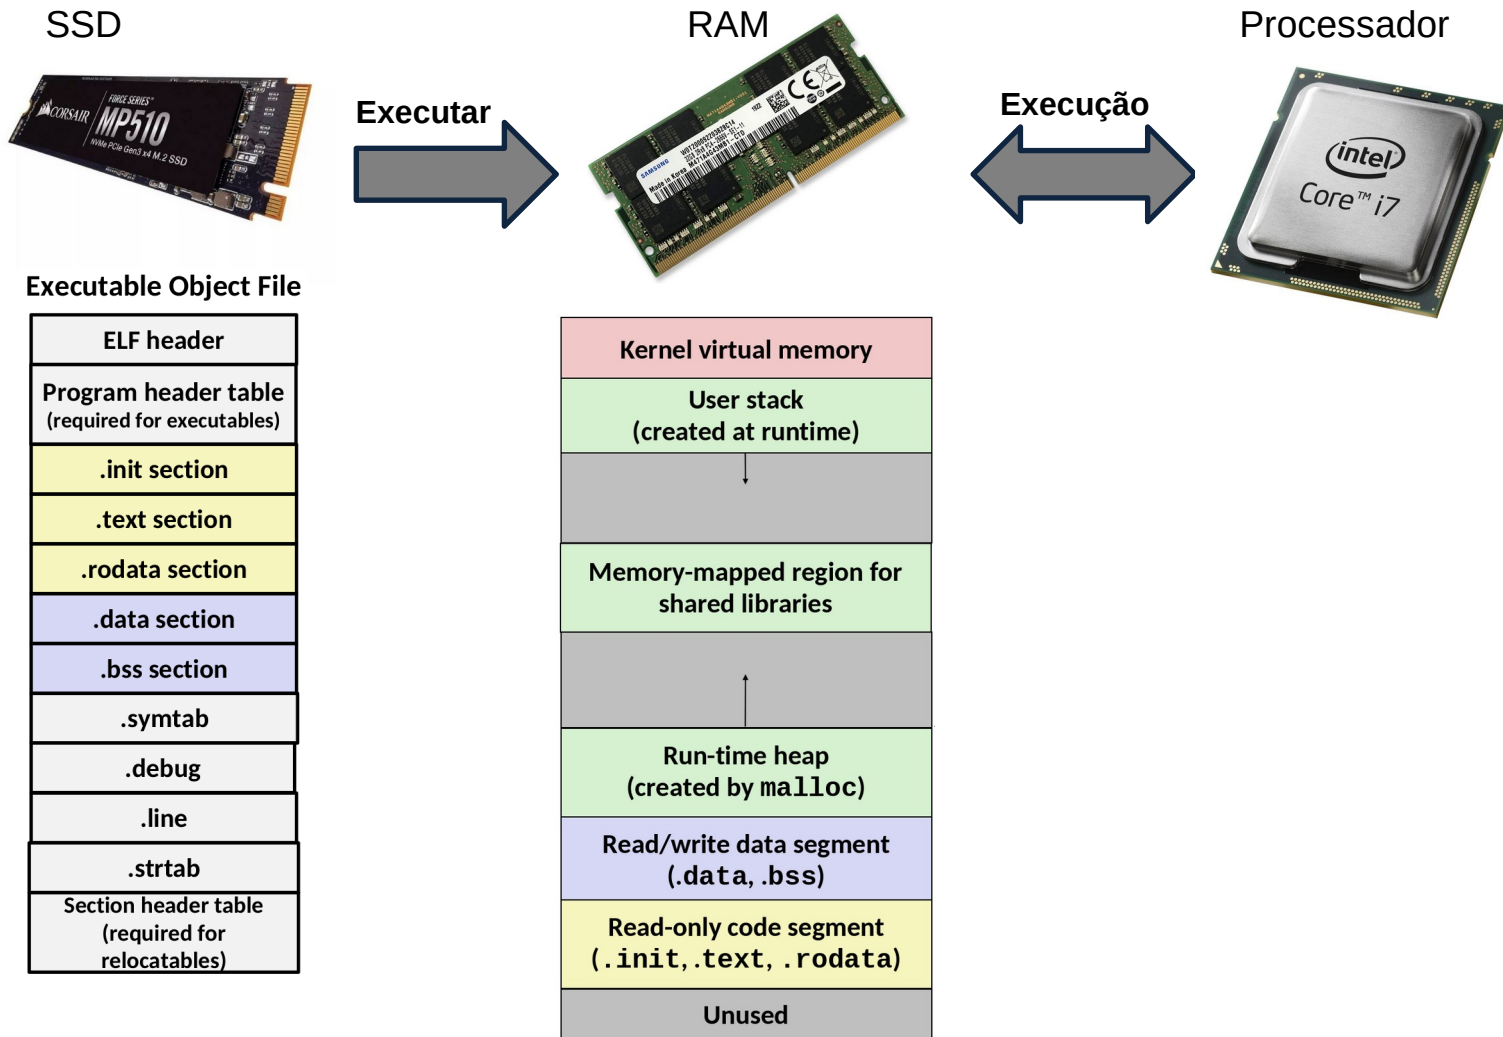 SSD
RAM
Processador
CORSAIR
FORCE SERIES™
MP510
NVMe PCIe Gen3 x4 M.2 SSD
Executar
SAMSUNG
Made in Korea
Execução
intel
Core™ i7
Executable Object File
ELF header
Program header table
(required for executables)
.init section
.text section
.rodata section
.data section
.bss section
.symtab
.debug
.line
.strtab
Section header table
(required for
relocatables)
Kernel virtual memory
User stack
(created at runtime)
Memory-mapped region for
shared libraries
Run-time heap
(created by malloc)
Read/write data segment
(.data, .bss)
Read-only code segment
(.init, .text, .rodata)
Unused